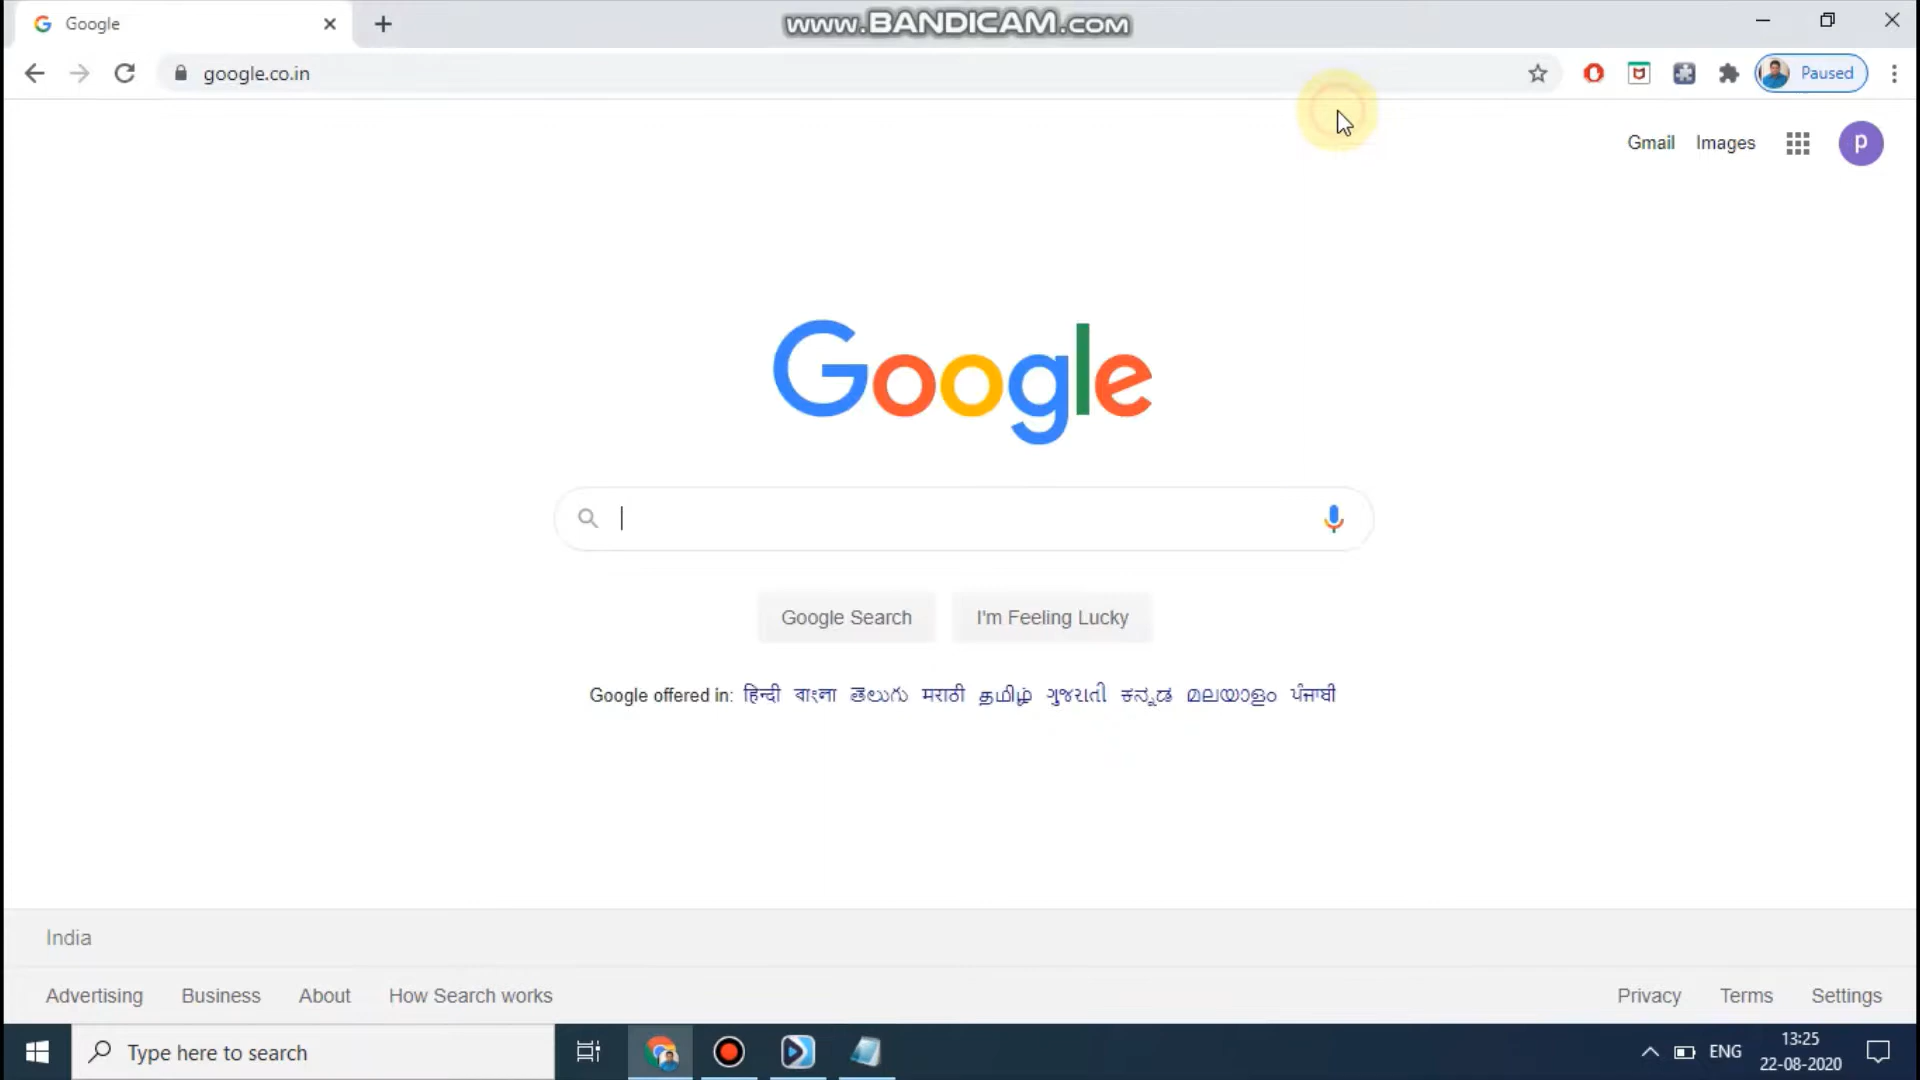 Google
www.BANDICAM.com
google.co.in
Paused
Gmail Images
p
Google
Google Search I'm Feeling Lucky
Google offered in: हिन्दी বাংলা తెలుగు मराठी தமிழ் ગુજરાતી ಕನ್ನಡ മലയാളം ਪੰਜਾਬੀ
India
Advertising Business About How Search works Privacy Terms Settings
Type here to search
ENG
13:25
22-08-2020